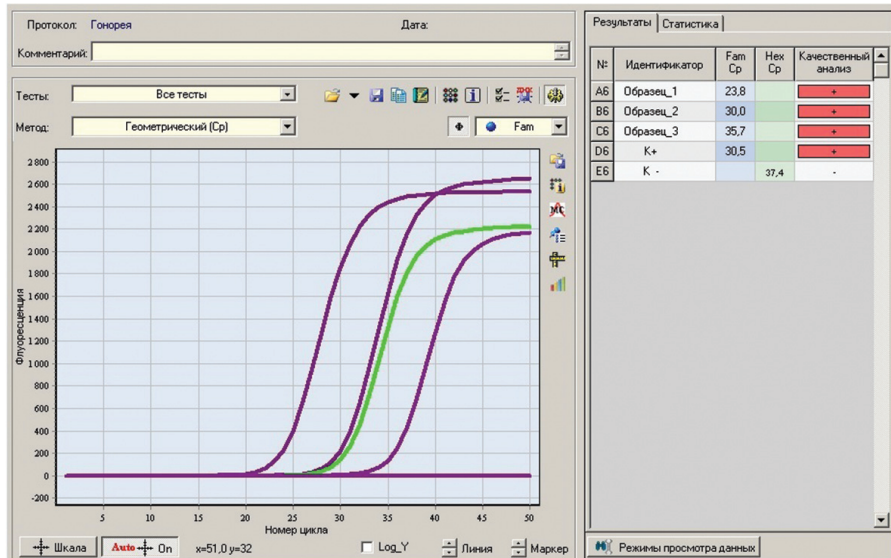 Протокол: Гонорея Дата:
Комментарий:
Тесты: Все тесты
Метод: Геометрический (Ср) Fam
2 800
2 600
2 400
2 200
2 000
1 800
1 600
1 400
1 200
1 000
800
600
400
200
0
-200
Флуоресценция
5 10 15 20 25 30 35 40 45 50
Номер цикла
Шкала Auto On x=51,0 y=32 Log_Y Линия Маркер
Результаты Статистика
№ Идентификатор Fam Cp Hex Cp Качественный анализ
A6 Образец_1 23,8 +
B6 Образец_2 30,0 +
C6 Образец_3 35,7 +
D6 К+ 30,5 +
E6 К - 37,4 -
Режимы просмотра данных